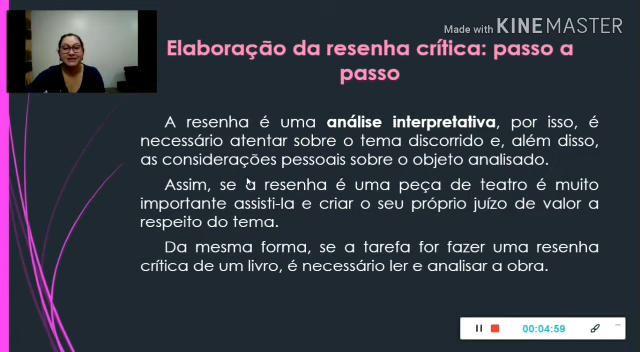 Made with KINEMASTER
Elaboração da resenha crítica: passo a
passo
A resenha é uma análise interpretativa, por isso, é
necessário atentar sobre o tema discorrido e, além disso,
as considerações pessoais sobre o objeto analisado.
Assim, se a resenha é uma peça de teatro é muito
importante assisti-la e criar o seu próprio juízo de valor a
respeito do tema.
Da mesma forma, se a tarefa for fazer uma resenha
crítica de um livro, é necessário ler e analisar a obra.
00:04:59